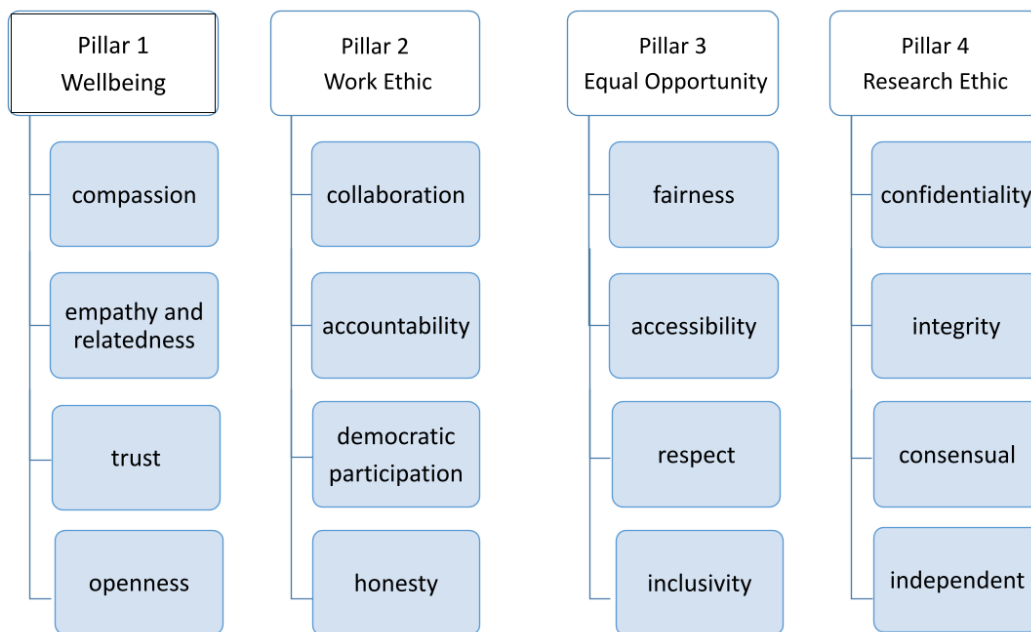 Pillar 1
Wellbeing
compassion
empathy and
relatedness
trust
openness
Pillar 2
Work Ethic
collaboration
accountability
democratic
participation
honesty
Pillar 3
Equal Opportunity
fairness
accessibility
respect
inclusivity
Pillar 4
Research Ethic
confidentiality
integrity
consensual
independent